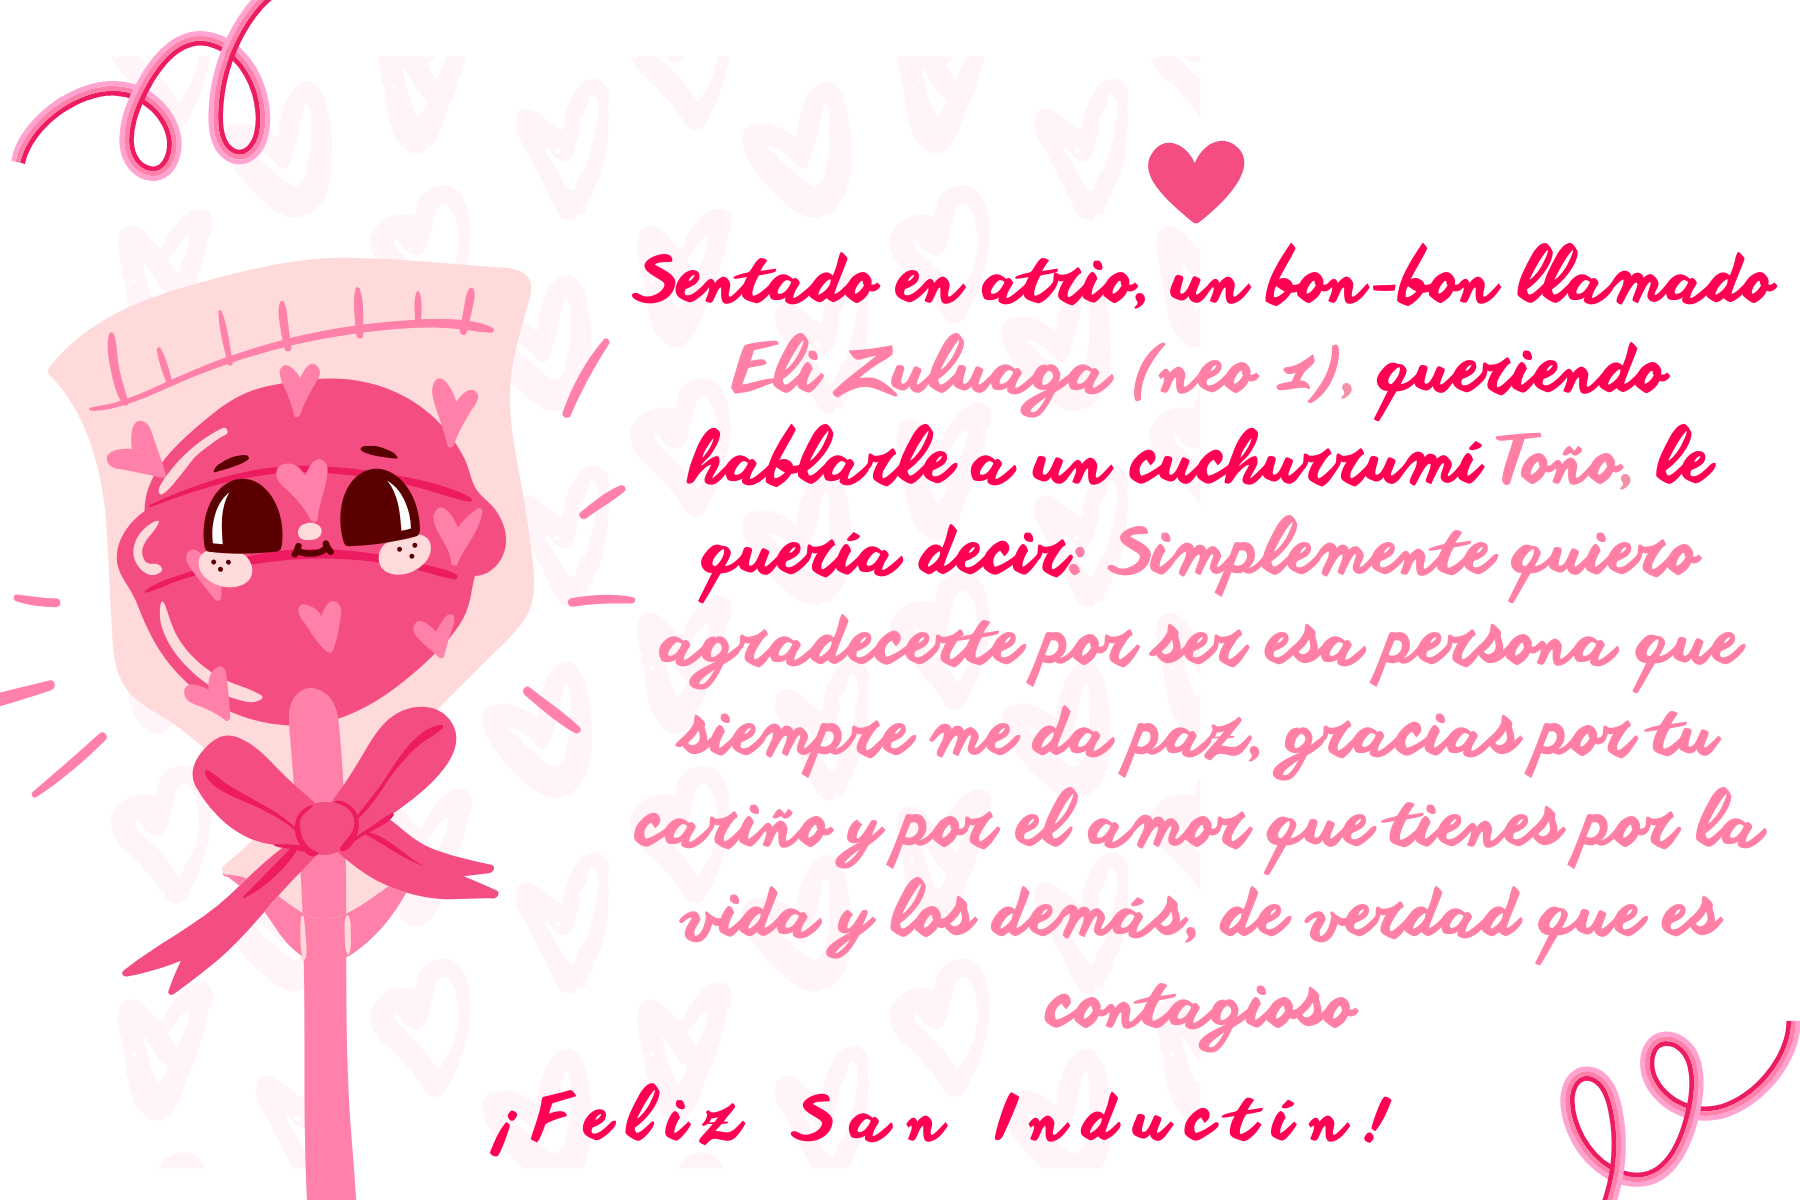 Sentado en atrio, un bon-bon llamado
Eli Zuluaga (neo 1), queriendo
hablarle a un cuchurrumí Toño, le
quería decir: Simplemente quiero
agradecerte por ser esa persona que
siempre me da paz, gracias por tu
cariño y por el amor que tienes por la
vida y los demás, de verdad que es
contagioso
¡Feliz San Inductín!